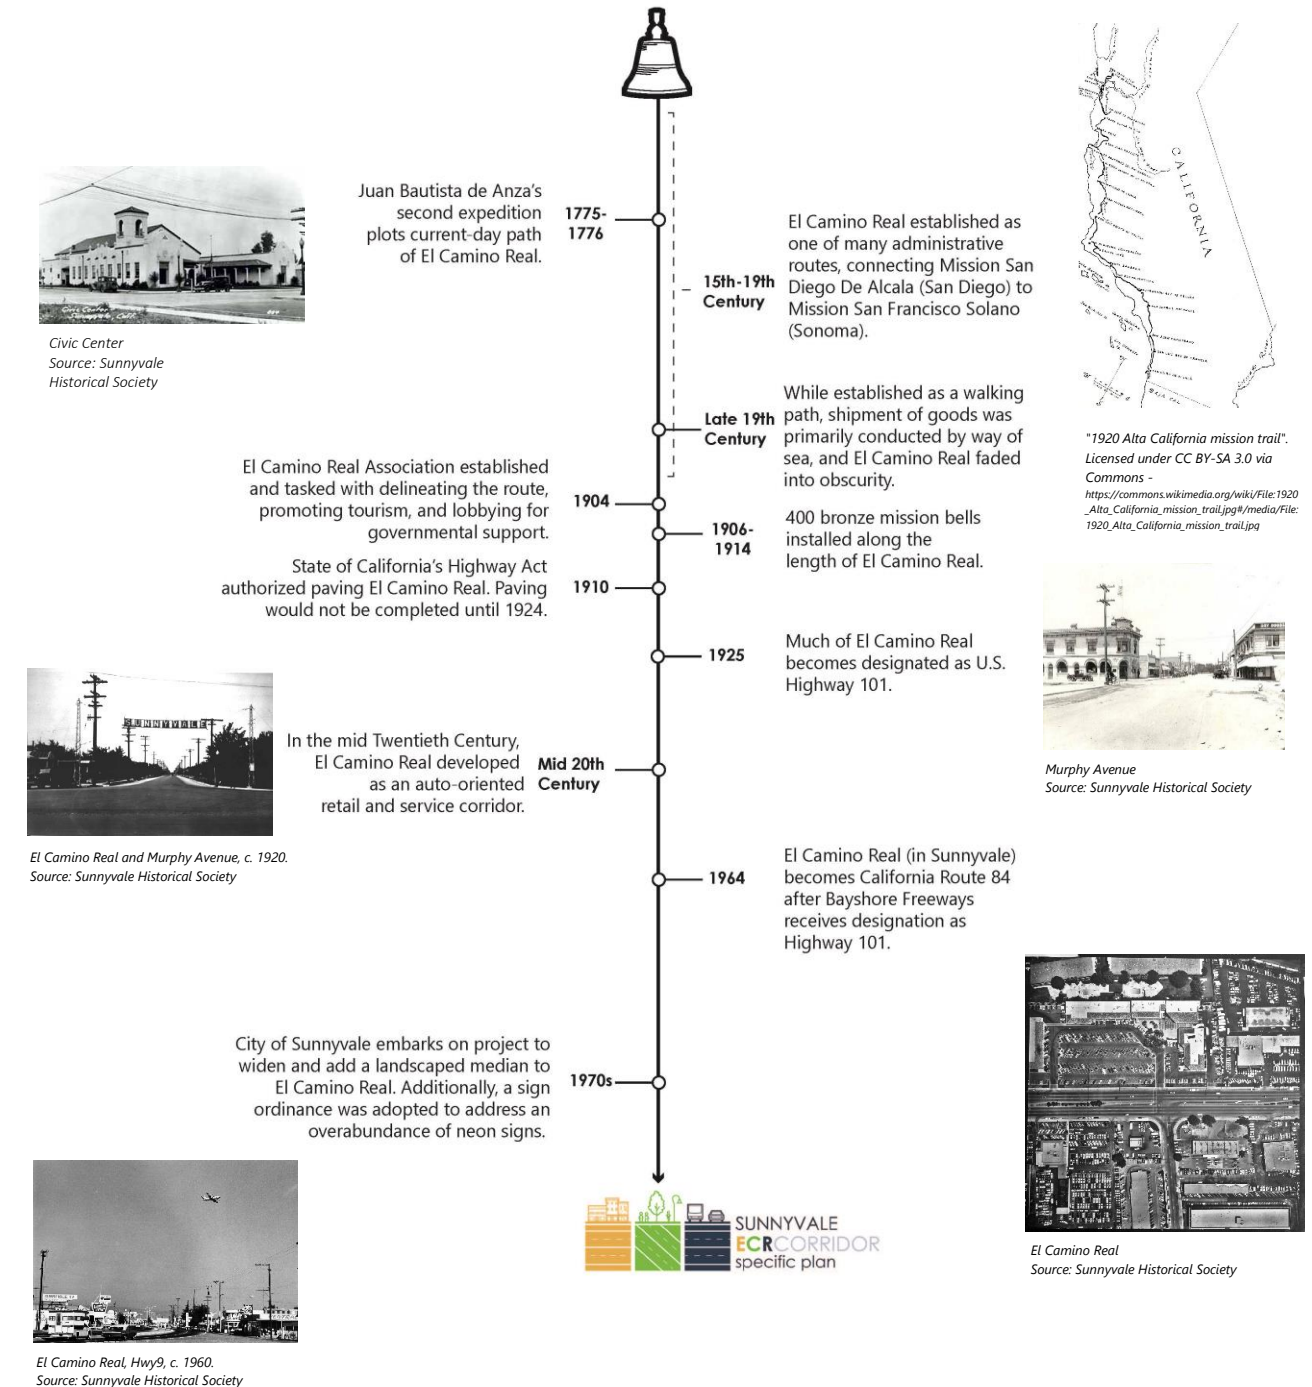 CALIFORNIA
Juan Bautista de Anza's
second expedition
plots current-day path
of El Camino Real.
1775-
1776
El Camino Real established as
one of many administrative
routes, connecting Mission San
Diego De Alcala (San Diego) to
Mission San Francisco Solano
(Sonoma).
15th-19th
Century
Civic Center
Sunnyvale, Calif.
Civic Center
Source: Sunnyvale
Historical Society
Late 19th
Century
While established as a walking
path, shipment of goods was
primarily conducted by way of
sea, and El Camino Real faded
into obscurity.
"1920 Alta California mission trail".
Licensed under CC BY-SA 3.0 via
Commons -
https://commons.wikimedia.org/wiki/File:1920
_Alta_California_mission_trail.jpg#/media/File:
1920_Alta_California_mission_trail.jpg
El Camino Real Association established
and tasked with delineating the route,
promoting tourism, and lobbying for
governmental support.
1904
1906-
1914
400 bronze mission bells
installed along the
length of El Camino Real.
State of California's Highway Act
authorized paving El Camino Real. Paving
would not be completed until 1924.
1910
1925
Much of El Camino Real
becomes designated as U.S.
Highway 101.
SUNNYVALE
In the mid Twentieth Century,
El Camino Real developed
as an auto-oriented
retail and service corridor.
Mid 20th
Century
Murphy Avenue
Source: Sunnyvale Historical Society
El Camino Real and Murphy Avenue, c. 1920.
Source: Sunnyvale Historical Society
1964
El Camino Real (in Sunnyvale)
becomes California Route 84
after Bayshore Freeways
receives designation as
Highway 101.
City of Sunnyvale embarks on project to
widen and add a landscaped median to
El Camino Real. Additionally, a sign
ordinance was adopted to address an
overabundance of neon signs.
1970s
SUNNYVALE
ECRCORRIDOR
specific plan
El Camino Real
Source: Sunnyvale Historical Society
El Camino Real, Hwy9, c. 1960.
Source: Sunnyvale Historical Society